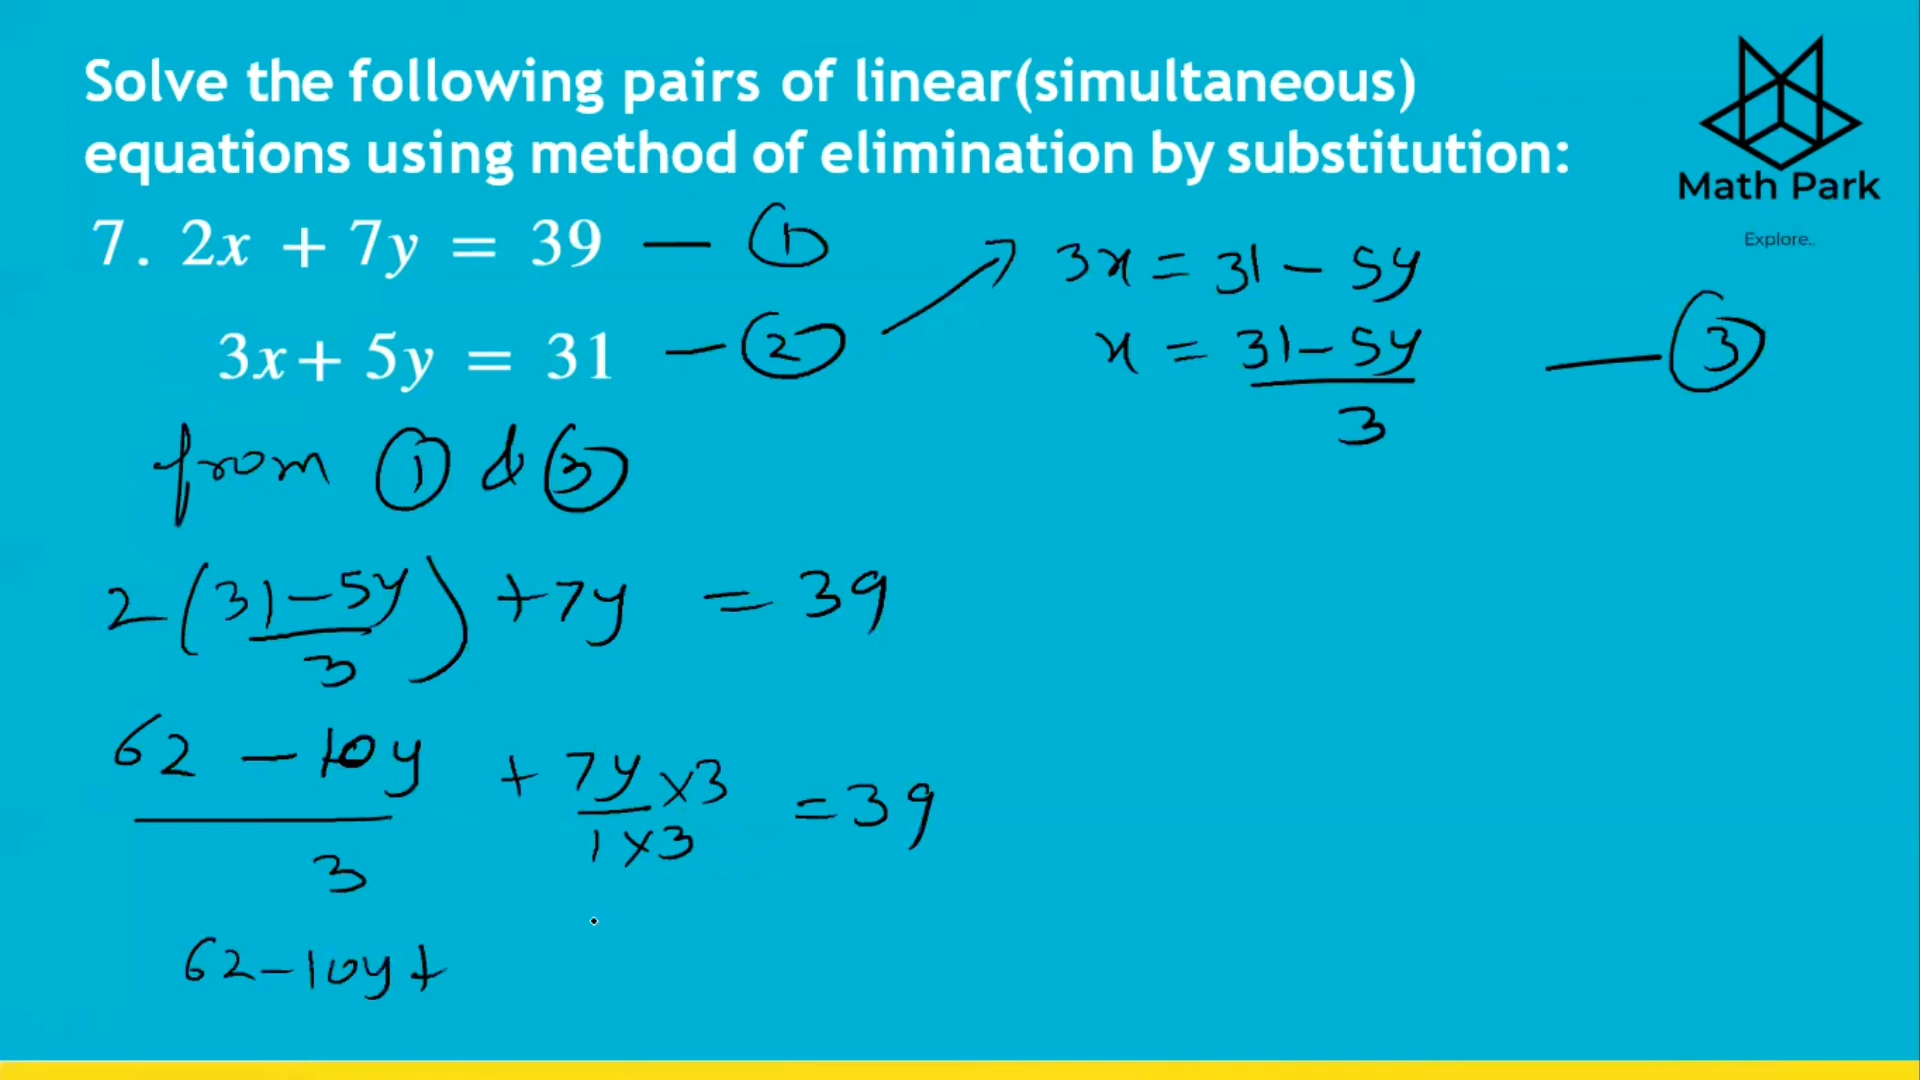 Solve the following pairs of linear(simultaneous)
equations using method of elimination by substitution:
Math Park
Explore..
7. 2x + 7y = 39 — ①
3x + 5y = 31 — ②
3x = 31 - 5y
x = 31 - 5y / 3 — ③
from ① & ③
2(31 - 5y / 3) + 7y = 39
62 - 10y / 3 + 7y × 3 / 1 × 3 = 39
62 - 10y +